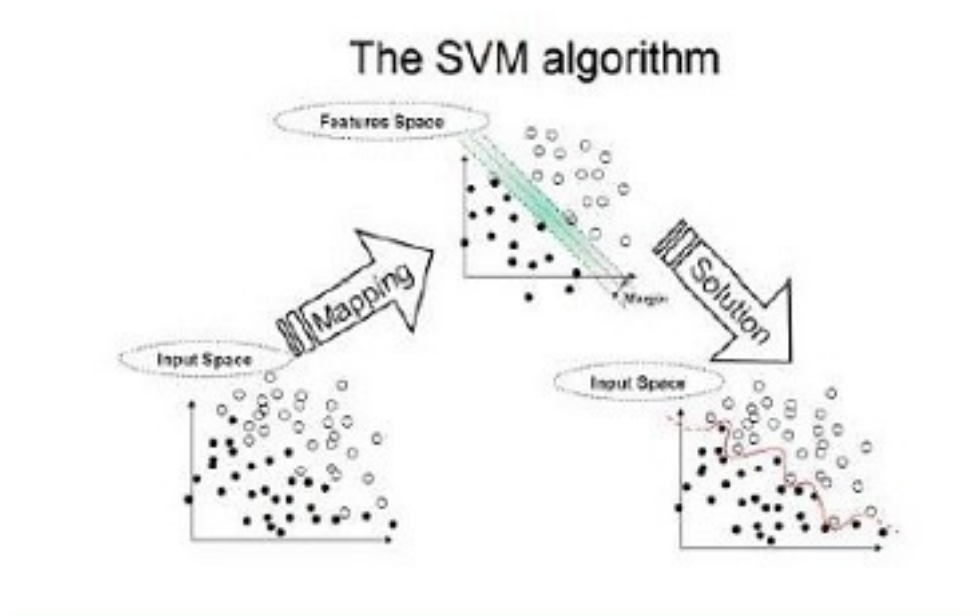 The SVM algorithm
Features Space
Mapping
Margin
Solution
Input Space
Input Space